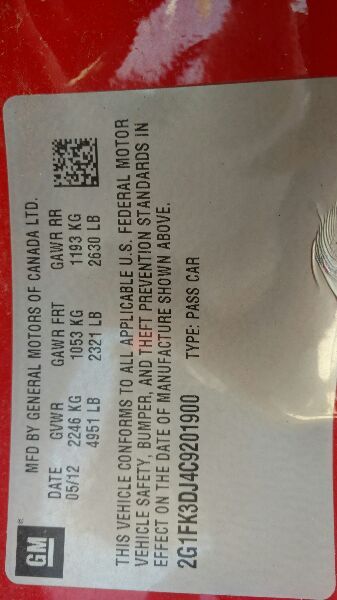 GM®
MFD BY GENERAL MOTORS OF CANADA LTD.
DATE GVWR GAWR FRT GAWR RR
05/12 2246 KG 1053 KG 1193 KG
4951 LB 2321 LB 2630 LB
THIS VEHICLE CONFORMS TO ALL APPLICABLE U.S. FEDERAL MOTOR
VEHICLE SAFETY, BUMPER, AND THEFT PREVENTION STANDARDS IN
EFFECT ON THE DATE OF MANUFACTURE SHOWN ABOVE.
2G1FK3DJ4C9201900 TYPE: PASS CAR